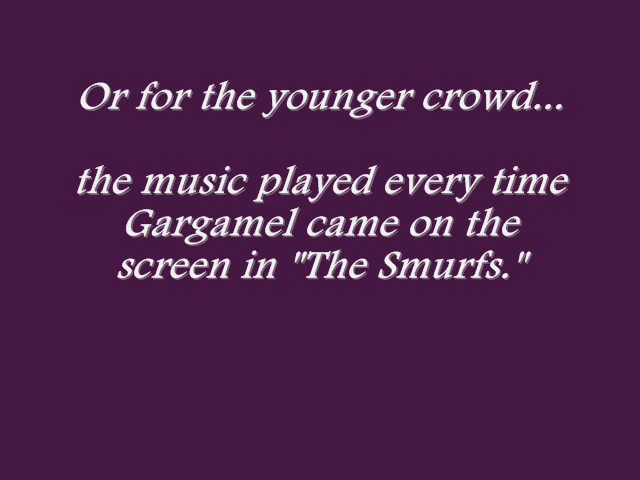 Or for the younger crowd...
the music played every time
Gargamel came on the
screen in "The Smurfs."